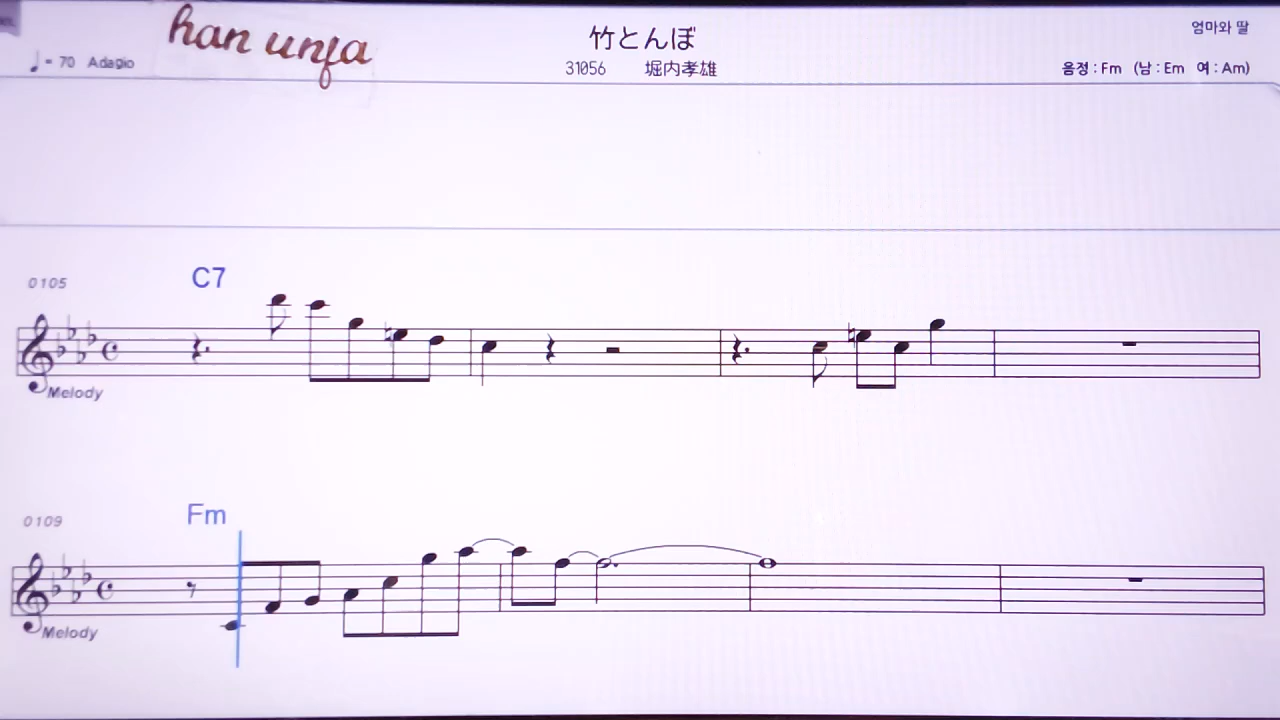 han unja
竹とんぼ
엄마와 딸
♩= 70 Adagio
31056 堀内孝雄
음정 : Fm (남 : Em 여 : Am)
0105
C7
Melody
0109
Fm
Melody